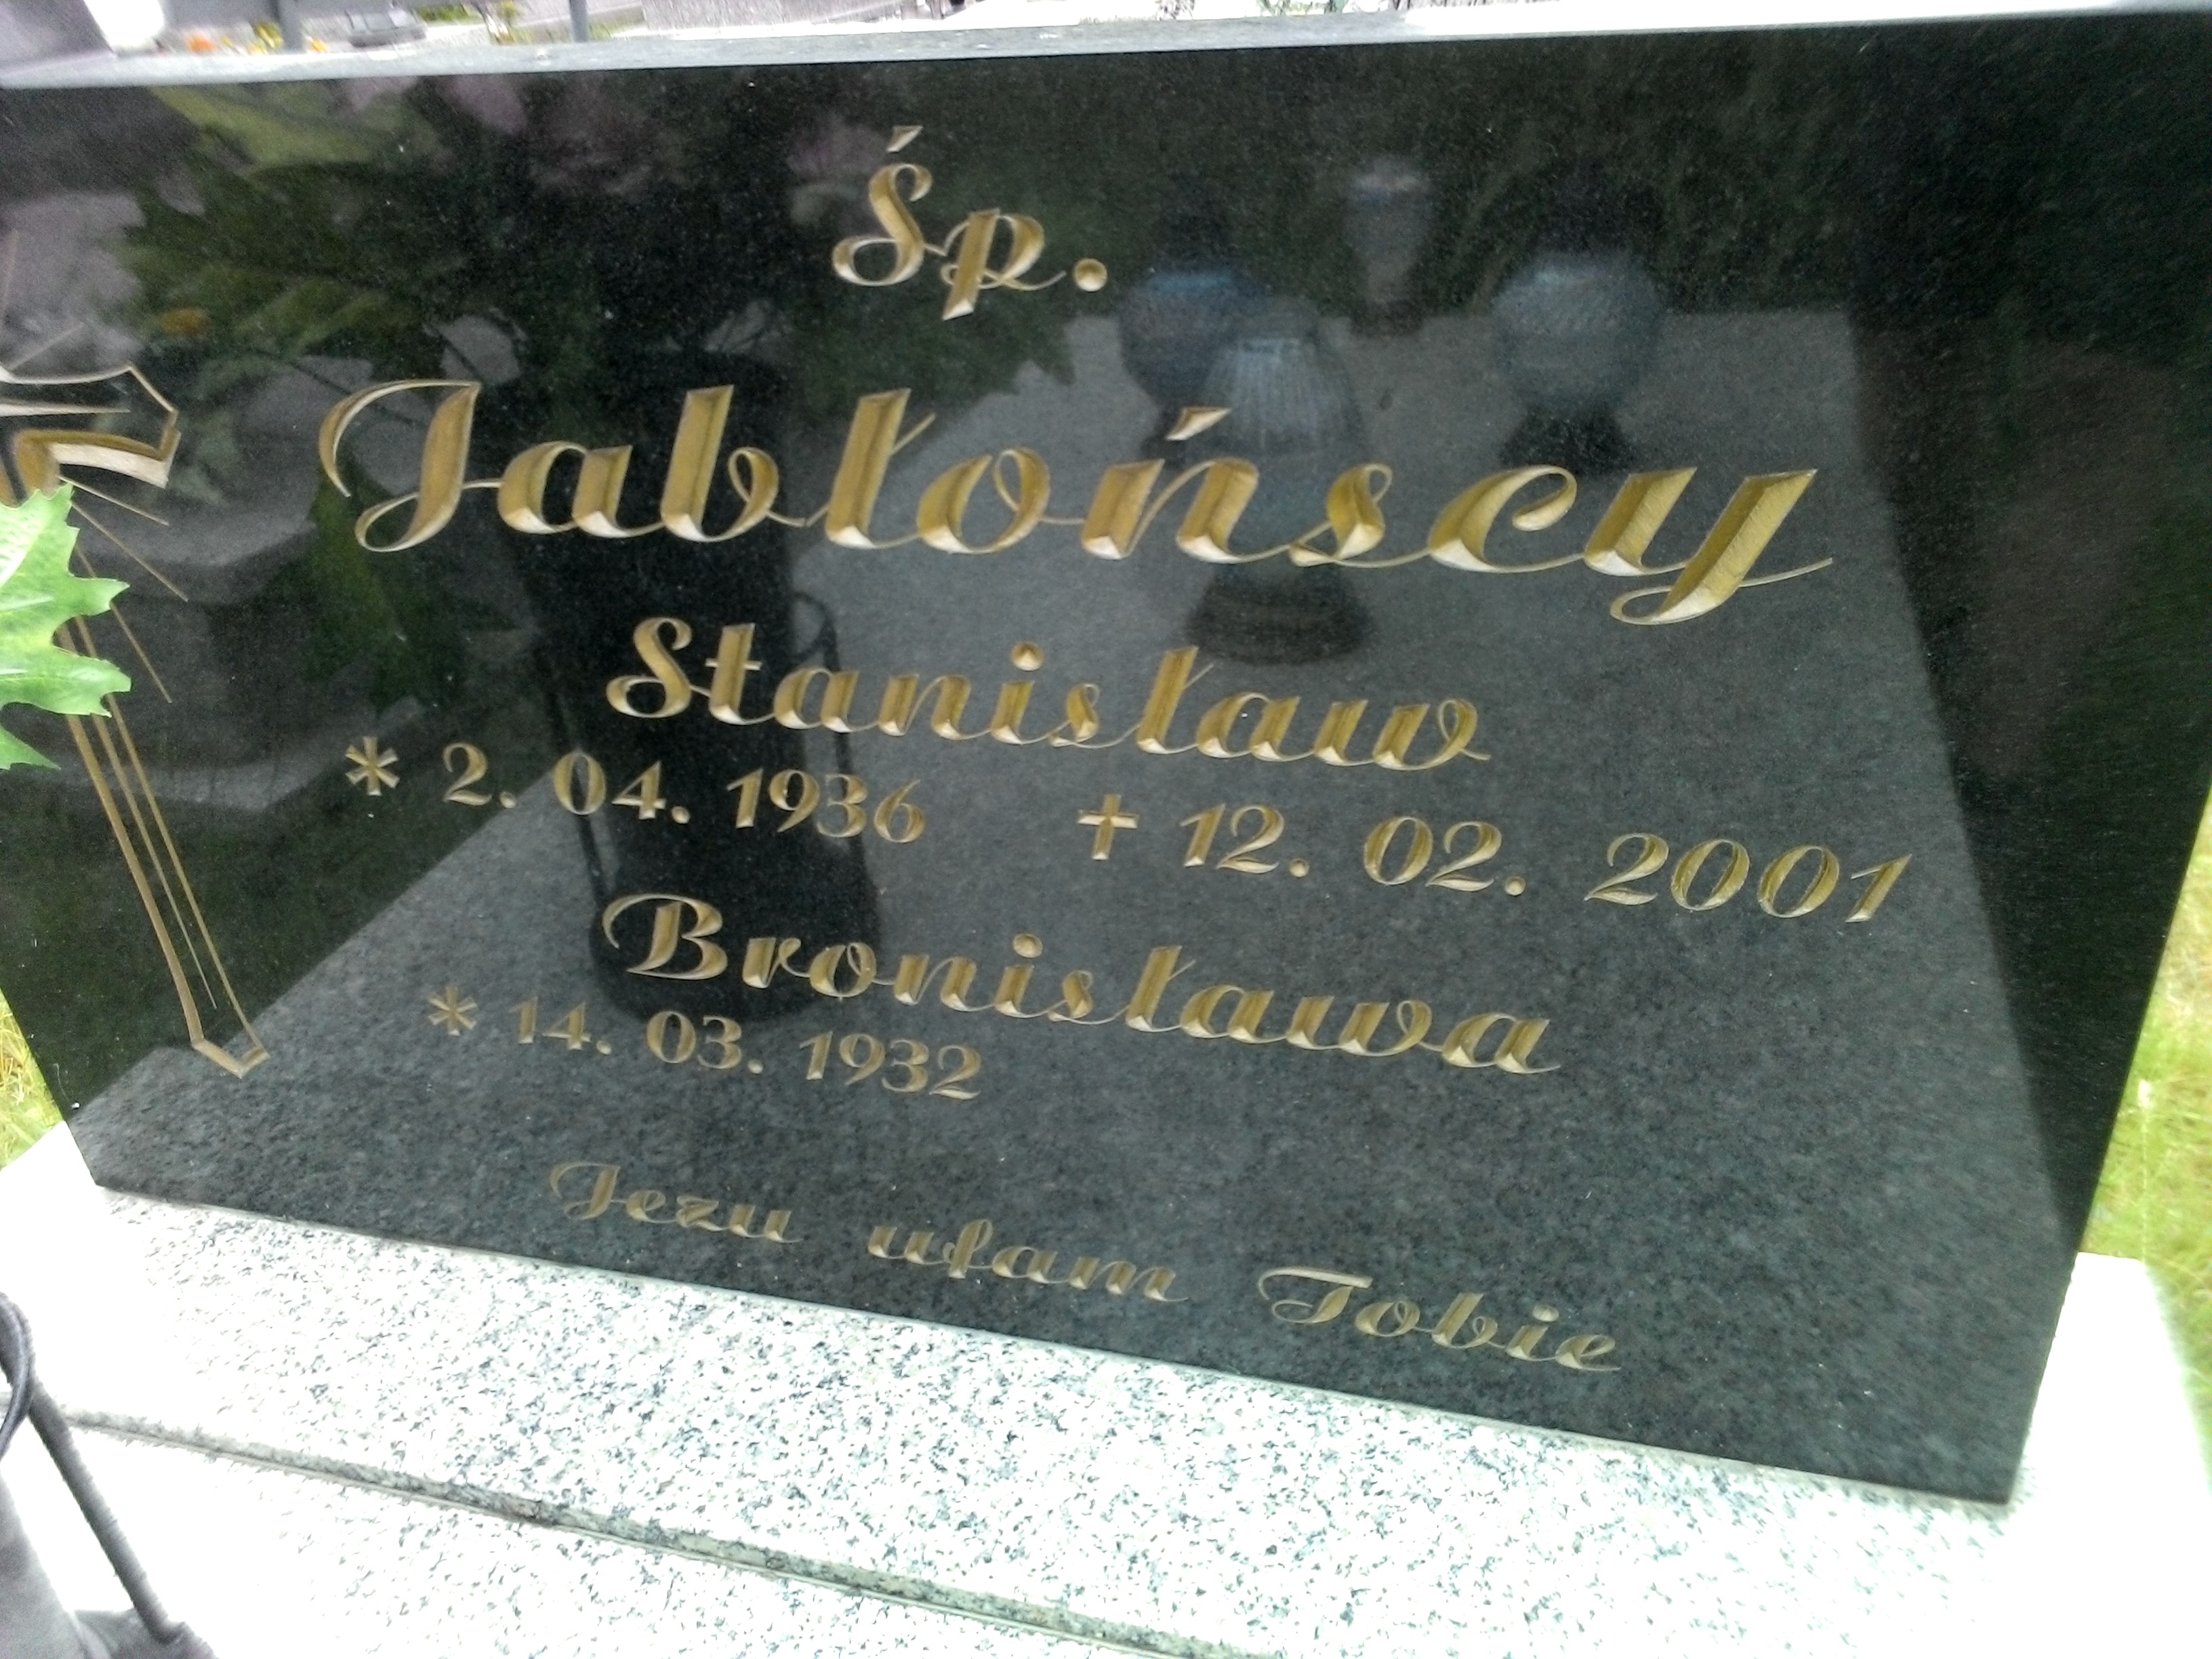 Śp.
Jabłońscy
Stanisław
* 2. 04. 1936 † 12. 02. 2001
Bronisława
* 14. 03. 1932
Jezu ufam Tobie